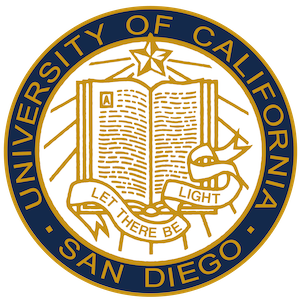 UNIVERSITY OF CALIFORNIA
· SAN DIEGO ·
A
LET THERE BE LIGHT